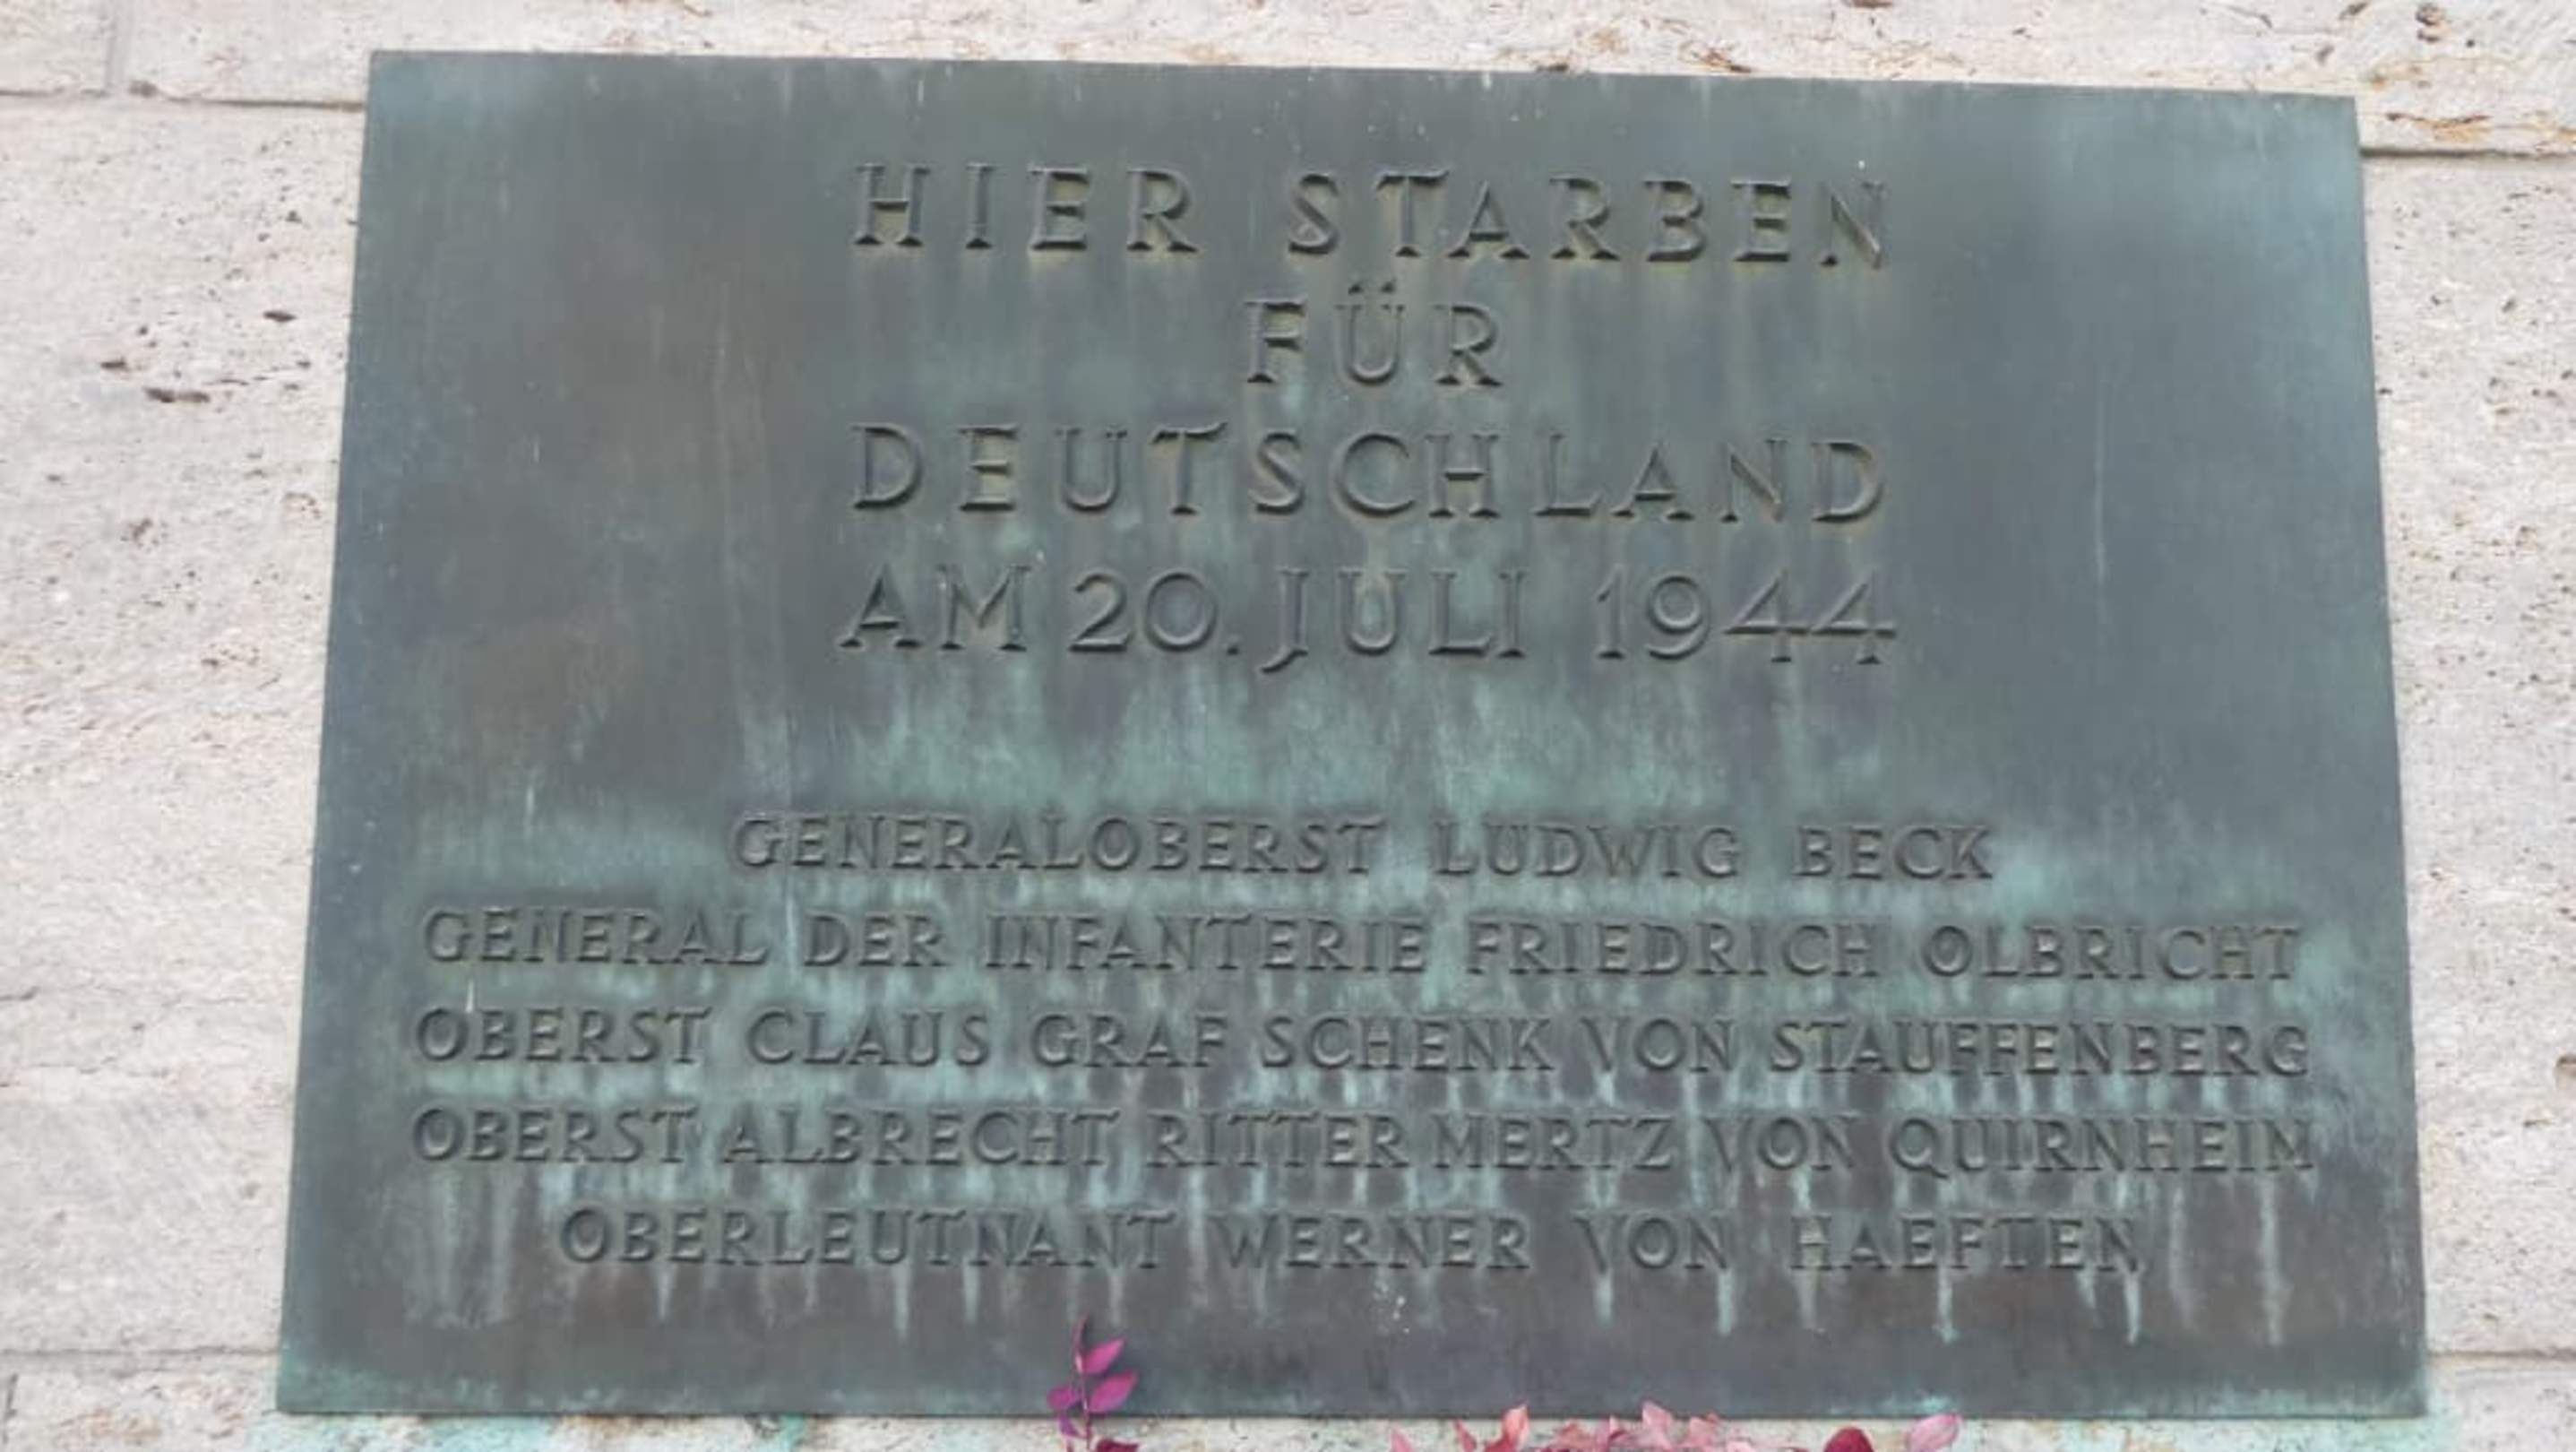 HIER STARBEN
FÜR
DEUTSCHLAND
AM 20. JULI 1944
GENERALOBERST LUDWIG BECK
GENERAL DER INFANTERIE FRIEDRICH OLBRICHT
OBERST CLAUS GRAF SCHENK VON STAUFFENBERG
OBERST ALBRECHT RITTER MERTZ VON QUIRNHEIM
OBERLEUTNANT WERNER VON HAEFTEN